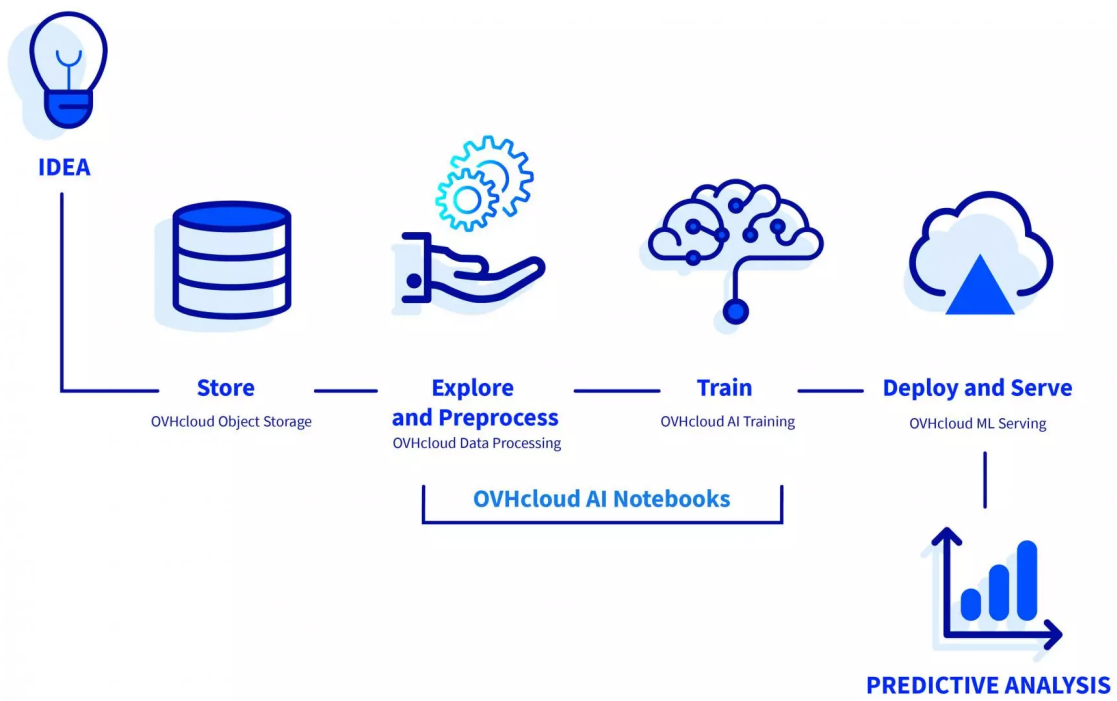 IDEA
Store
OVHcloud Object Storage
Explore
and Preprocess
OVHcloud Data Processing
Train
OVHcloud AI Training
Deploy and Serve
OVHcloud ML Serving
OVHcloud AI Notebooks
PREDICTIVE ANALYSIS